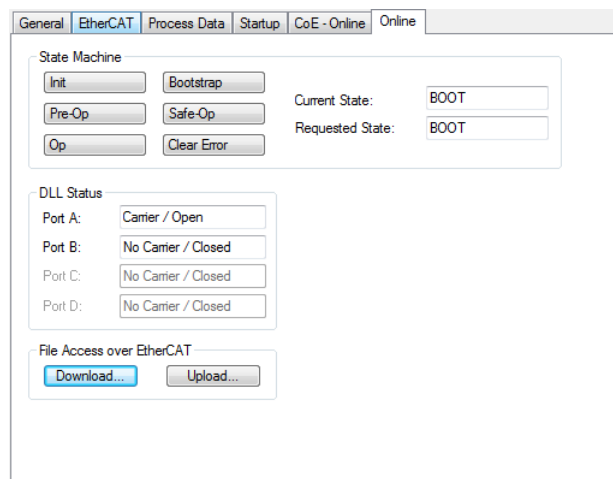 General EtherCAT Process Data Startup CoE - Online Online
State Machine
Init Bootstrap
Current State: BOOT
Pre-Op Safe-Op
Requested State: BOOT
Op Clear Error
DLL Status
Port A: Carrier / Open
Port B: No Carrier / Closed
Port C: No Carrier / Closed
Port D: No Carrier / Closed
File Access over EtherCAT
Download... Upload...